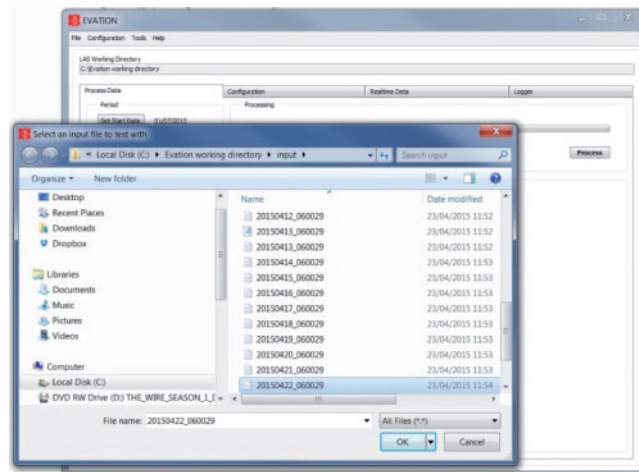 EVATION
File Configuration Tools Help
LAS Working Directory
C:\Evation working directory
Process Data
Configuration
Realtime Data
Logger
Period
Processing
Set Start Date 01/07/2013
Process
Select an input file to test with
Local Disk (C:) Evation working directory input
Search input
Organize New folder
Desktop
Recent Places
Downloads
Dropbox
Libraries
Documents
Music
Pictures
Videos
Computer
Local Disk (C:)
DVD RW Drive (D:) THE_WIRE_SEASON_1_
Name Date modified
20150412_060029 23/04/2015 11:52
20150413_060029 23/04/2015 11:52
20150413_060029 23/04/2015 11:52
20150414_060029 23/04/2015 11:53
20150415_060029 23/04/2015 11:53
20150416_060029 23/04/2015 11:53
20150417_060029 23/04/2015 11:53
20150418_060029 23/04/2015 11:53
20150419_060029 23/04/2015 11:53
20150420_060029 23/04/2015 11:53
20150421_060029 23/04/2015 11:53
20150422_060029 23/04/2015 11:54
File name: 20150422_060029
All Files (*.*)
OK
Cancel